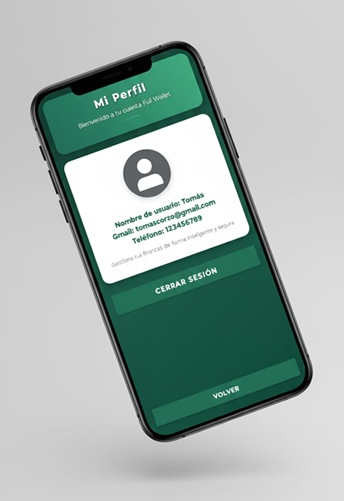 Mi Perfil
Bienvenido a tu cuenta Full Wallet
Nombre de usuario: Tomás
Gmail: tomascorzo@gmail.com
Teléfono: 123456789
Gestiona tus finanzas de forma inteligente y segura
CERRAR SESIÓN
VOLVER